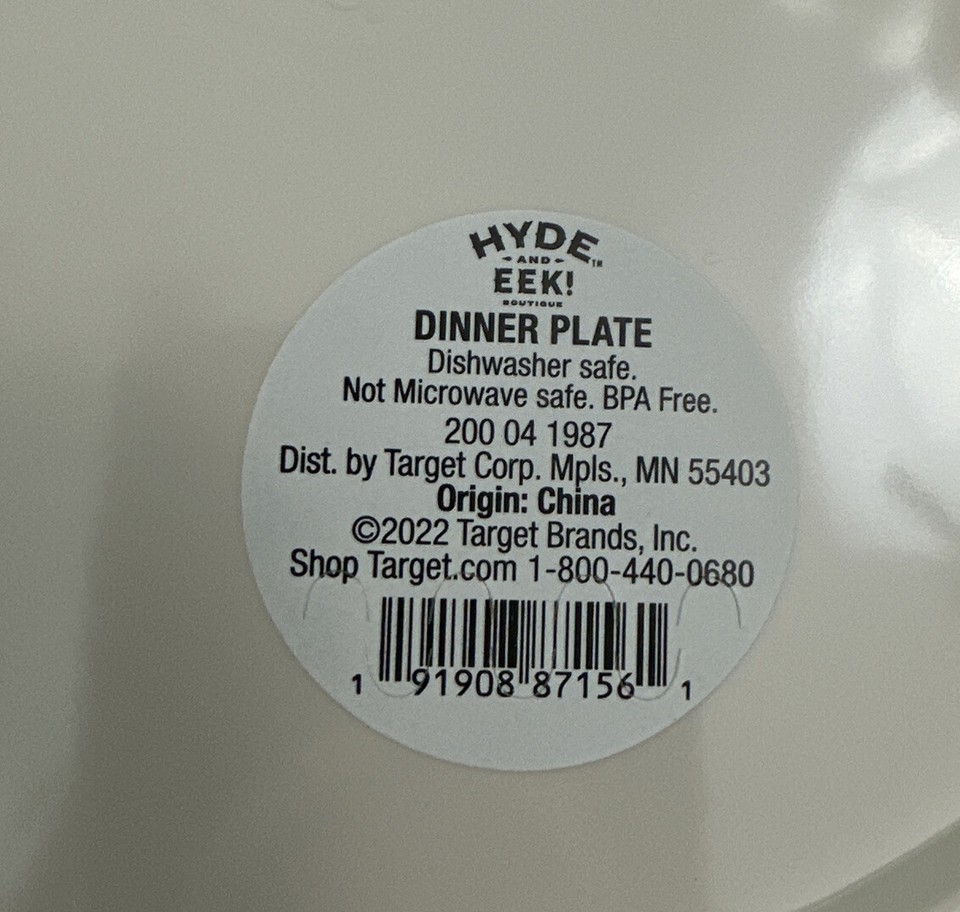 HYDE
AND
EEK!
BOUTIQUE
DINNER PLATE
Dishwasher safe.
Not Microwave safe. BPA Free.
200 04 1987
Dist. by Target Corp. Mpls., MN 55403
Origin: China
©2022 Target Brands, Inc.
Shop Target.com 1-800-440-0680
1 91908 87156 1